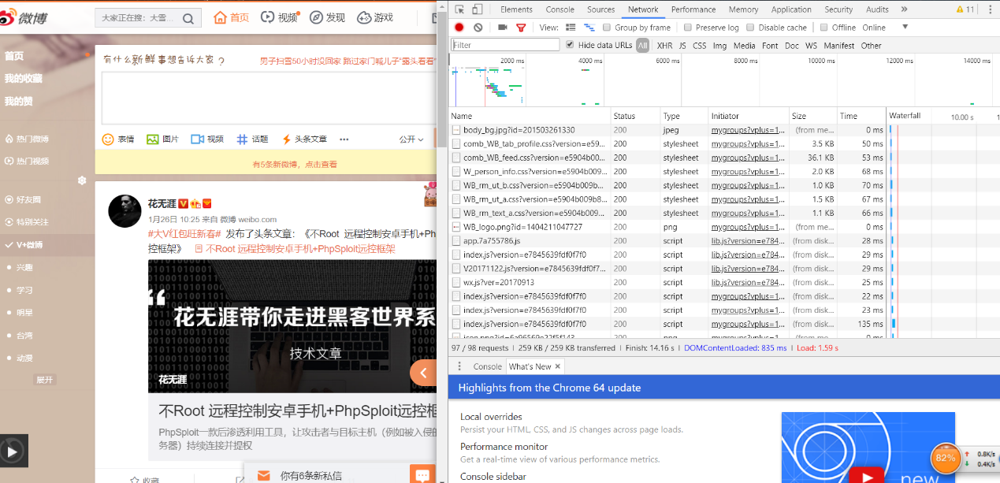 微博
大家正在搜：大雪...
首页
视频
发现
游戏
首页
我的收藏
我的赞
热门微博
热门视频
好友圈
特别关注
V+微博
兴趣
学习
明星
台湾
动漫
展开
有什么新鲜事想告诉大家？
男子扫雪50小时没回家 路过家门喊儿子"露头看看"
表情 图片 视频 话题 头条文章 ••• 公开
有5条新微博，点击查看
花无涯
1月26日 10:25 来自 微博 weibo.com
#大V红包旺新春# 发布了头条文章：《不Root 远程控制安卓手机+Ph
控框架》 不Root 远程控制安卓手机+PhpSploit远控框架
花无涯带你走进黑客世界系
技术文章
花无涯
不Root 远程控制安卓手机+PhpSploit远控框
PhpSploit一款后渗透利用工具，让攻击者与目标主机（例如被入侵的
务器）持续连接并提权
收藏
你有6条新私信
Elements Console Sources Network Performance Memory Application Security Audits » 11
View: Group by frame Preserve log Disable cache Offline Online
Filter Hide data URLs All XHR JS CSS Img Media Font Doc WS Manifest Other
2000 ms 4000 ms 6000 ms 8000 ms 10000 ms 12000 ms 14000 ms
Name Status Type Initiator Size Time Waterfall 10.00 s
body_bg.jpg?id=201503261330 200 jpeg mygroups?vplus=1... (from me... 0 ms
comb_WB_tab_profile.css?version=e59... 200 stylesheet mygroups?vplus=1... 3.5 KB 50 ms
comb_WB_feed.css?version=e5904b00... 200 stylesheet mygroups?vplus=1... 36.1 KB 53 ms
W_person_info.css?version=e5904b009... 200 stylesheet mygroups?vplus=1... 2.0 KB 68 ms
WB_rm_ut_b.css?version=e5904b009b... 200 stylesheet mygroups?vplus=1... 1.0 KB 70 ms
WB_rm_ut_a.css?version=e5904b009b8... 200 stylesheet mygroups?vplus=1... 1.5 KB 67 ms
WB_rm_text_a.css?version=e5904b009... 200 stylesheet mygroups?vplus=1... 1.1 KB 66 ms
WB_logo.png?id=1404211047727 200 png mygroups?vplus=1... (from me... 0 ms
app.7a755786.js 200 script lib.js?version=e784... (from disk... 28 ms
index.js?version=e7845639fdf0f7f0 200 script lib.js?version=e784... (from disk... 29 ms
V20171122.js?version=e7845639fdf0f7... 200 script lib.js?version=e784... (from disk... 29 ms
wx.js?ver=20170913 200 script lib.js?version=e784... (from disk... 25 ms
index.js?version=e7845639fdf0f7f0 200 script mygroups?vplus=1... (from disk... 22 ms
index.js?version=e7845639fdf0f7f0 200 script mygroups?vplus=1... (from disk... 23 ms
index.js?version=e7845639fdf0f7f0 200 script mygroups?vplus=1... (from disk... 135 ms
97 / 98 requests | 259 KB / 259 KB transferred | Finish: 14.16 s | DOMContentLoaded: 835 ms | Load: 1.59 s
Console What's New ×
Highlights from the Chrome 64 update
Local overrides
Persist your HTML, CSS, and JS changes across page loads.
Performance monitor
Get a real-time view of various performance metrics.
Console sidebar
new
82%
0.8K/s
0.4K/s